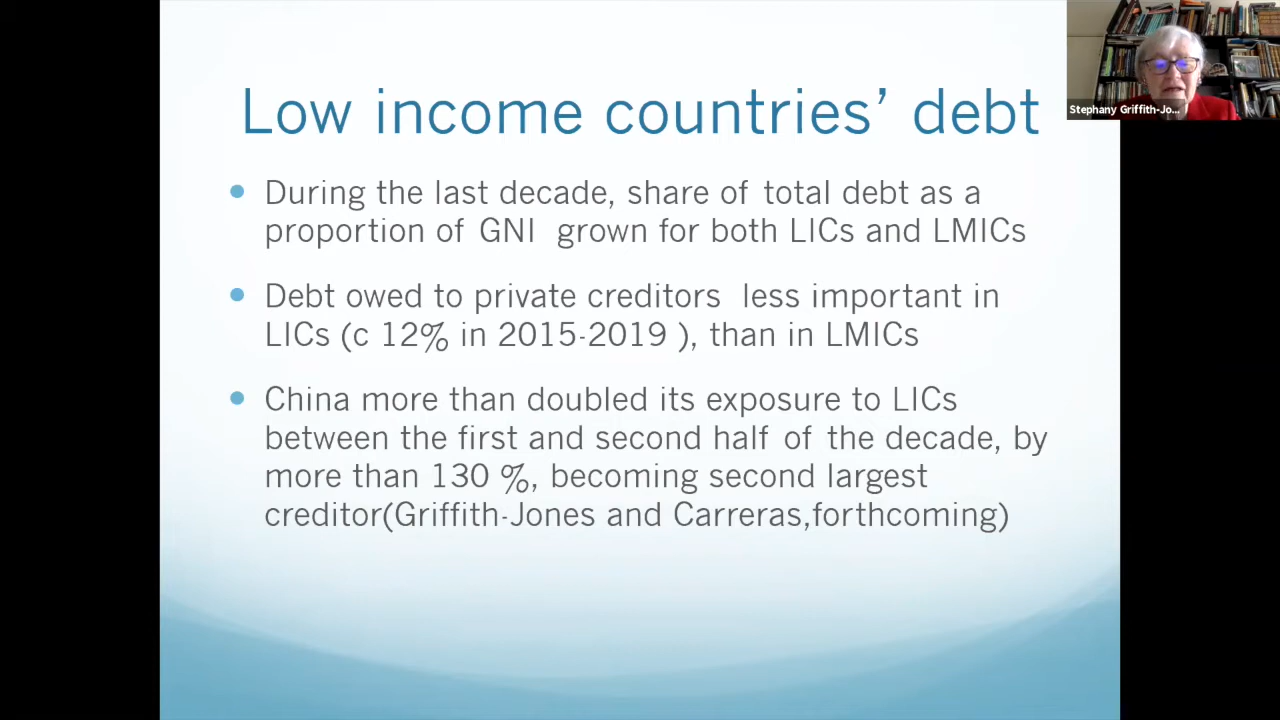 Low income countries’ debt
During the last decade, share of total debt as a
proportion of GNI grown for both LICs and LMICs
Debt owed to private creditors less important in
LICs (c 12% in 2015-2019 ), than in LMICs
China more than doubled its exposure to LICs
between the first and second half of the decade, by
more than 130 %, becoming second largest
creditor(Griffith-Jones and Carreras,forthcoming)
Stephany Griffith-Jo...